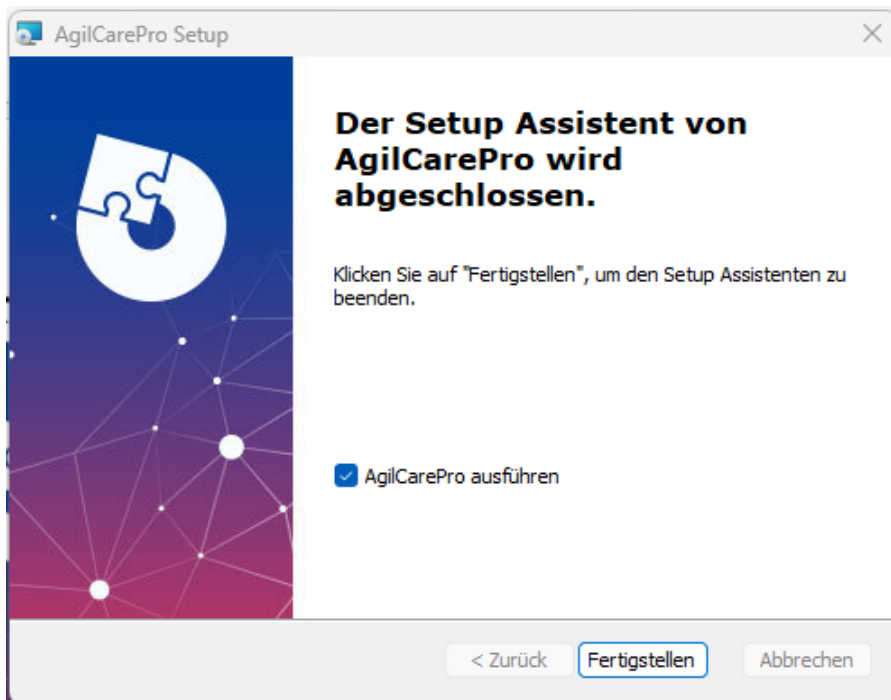 AgilCarePro Setup
Der Setup Assistent von
AgilCarePro wird
abgeschlossen.
Klicken Sie auf "Fertigstellen", um den Setup Assistenten zu
beenden.
AgilCarePro ausführen
< Zurück
Fertigstellen
Abbrechen